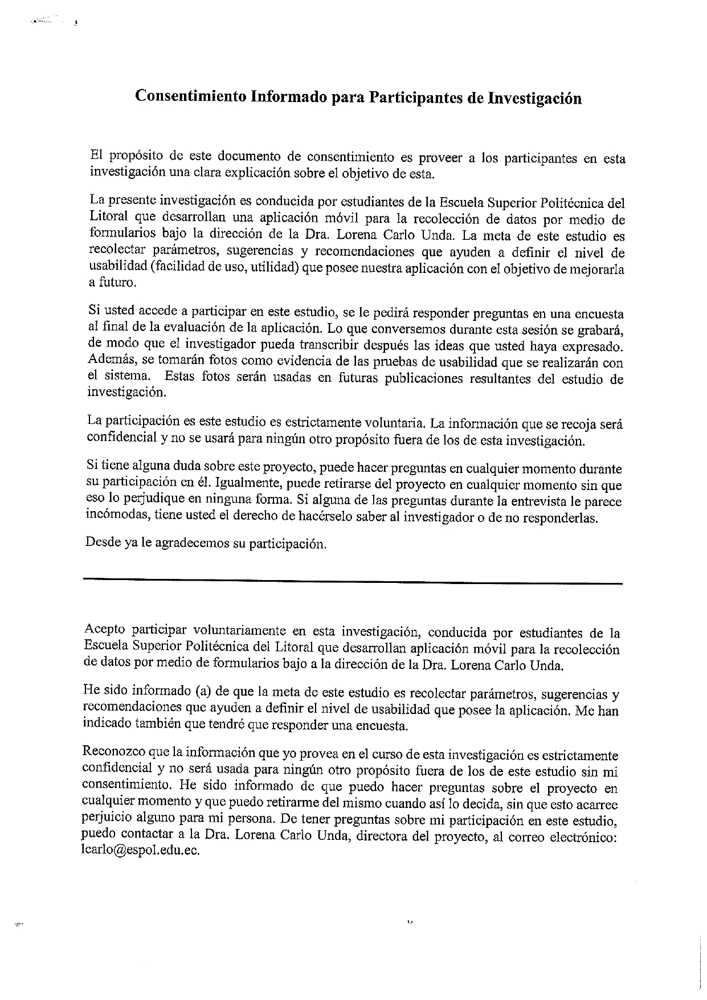 Consentimiento Informado para Participantes de Investigación
El propósito de este documento de consentimiento es proveer a los participantes en esta
investigación una clara explicación sobre el objetivo de esta.
La presente investigación es conducida por estudiantes de la Escuela Superior Politécnica del
Litoral que desarrollan una aplicación móvil para la recolección de datos por medio de
formularios bajo la dirección de la Dra. Lorena Carlo Unda. La meta de este estudio es
recolectar parámetros, sugerencias y recomendaciones que ayuden a definir el nivel de
usabilidad (facilidad de uso, utilidad) que posee nuestra aplicación con el objetivo de mejorarla
a futuro.
Si usted accede a participar en este estudio, se le pedirá responder preguntas en una encuesta
al final de la evaluación de la aplicación. Lo que conversemos durante esta sesión se grabará,
de modo que el investigador pueda transcribir después las ideas que usted haya expresado.
Además, se tomarán fotos como evidencia de las pruebas de usabilidad que se realizarán con
el sistema. Estas fotos serán usadas en futuras publicaciones resultantes del estudio de
investigación.
La participación es este estudio es estrictamente voluntaria. La información que se recoja será
confidencial y no se usará para ningún otro propósito fuera de los de esta investigación.
Si tiene alguna duda sobre este proyecto, puede hacer preguntas en cualquier momento durante
su participación en él. Igualmente, puede retirarse del proyecto en cualquier momento sin que
eso lo perjudique en ninguna forma. Si alguna de las preguntas durante la entrevista le parece
incómodas, tiene usted el derecho de hacérselo saber al investigador o de no responderlas.
Desde ya le agradecemos su participación.
Acepto participar voluntariamente en esta investigación, conducida por estudiantes de la
Escuela Superior Politécnica del Litoral que desarrollan aplicación móvil para la recolección
de datos por medio de formularios bajo a la dirección de la Dra. Lorena Carlo Unda.
He sido informado (a) de que la meta de este estudio es recolectar parámetros, sugerencias y
recomendaciones que ayuden a definir el nivel de usabilidad que posee la aplicación. Me han
indicado también que tendré que responder una encuesta.
Reconozco que la información que yo provea en el curso de esta investigación es estrictamente
confidencial y no será usada para ningún otro propósito fuera de los de este estudio sin mi
consentimiento. He sido informado de que puedo hacer preguntas sobre el proyecto en
cualquier momento y que puedo retirarme del mismo cuando así lo decida, sin que esto acarree
perjuicio alguno para mi persona. De tener preguntas sobre mi participación en este estudio,
puedo contactar a la Dra. Lorena Carlo Unda, directora del proyecto, al correo electrónico:
lcarlo@espol.edu.ec.